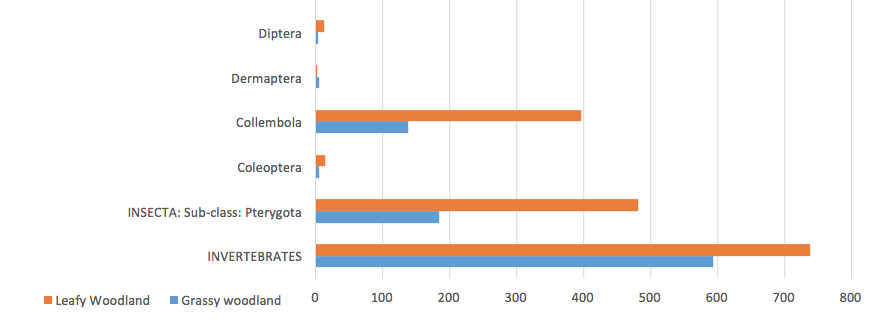 Diptera
Dermaptera
Collembola
Coleoptera
INSECTA: Sub-class: Pterygota
INVERTEBRATES
0 100 200 300 400 500 600 700 800
Leafy Woodland Grassy woodland